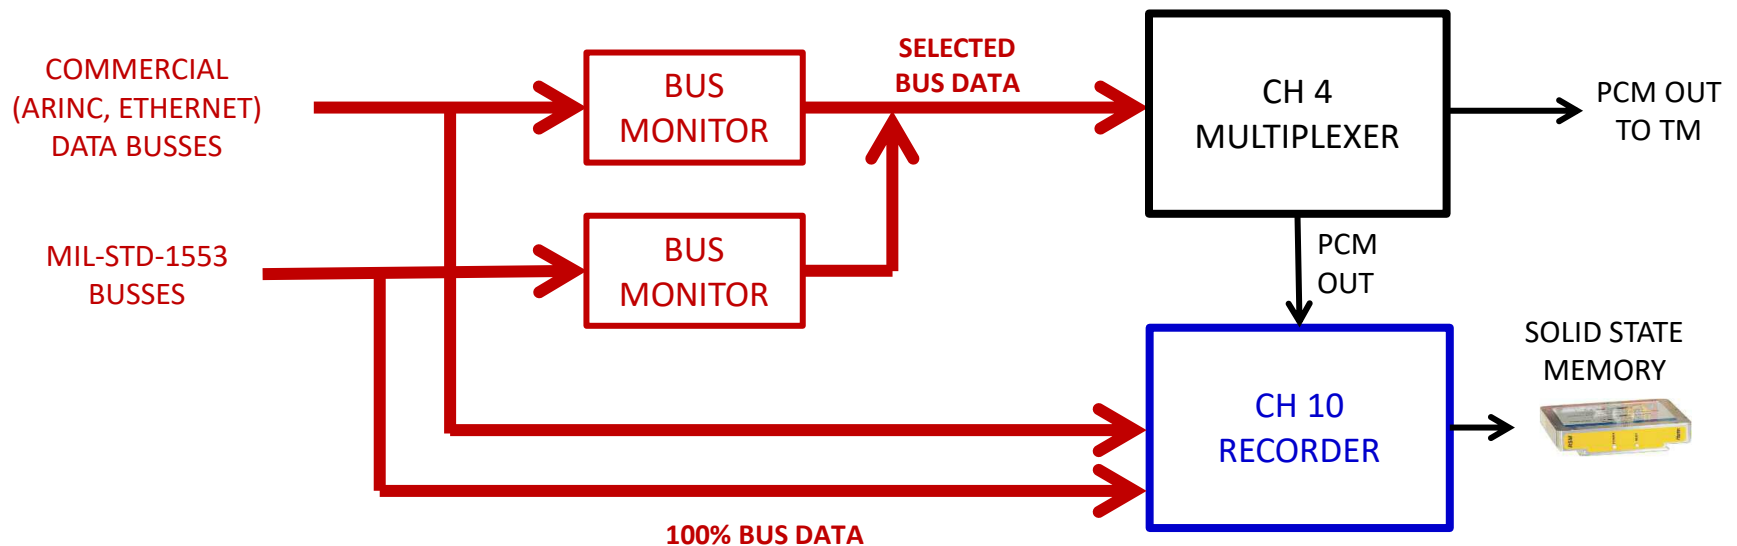 COMMERCIAL
(ARINC, ETHERNET)
DATA BUSSES
BUS
MONITOR
SELECTED
BUS DATA
CH 4
MULTIPLEXER
PCM OUT
TO TM
MIL-STD-1553
BUSSES
BUS
MONITOR
PCM
OUT
SOLID STATE
MEMORY
CH 10
RECORDER
100% BUS DATA